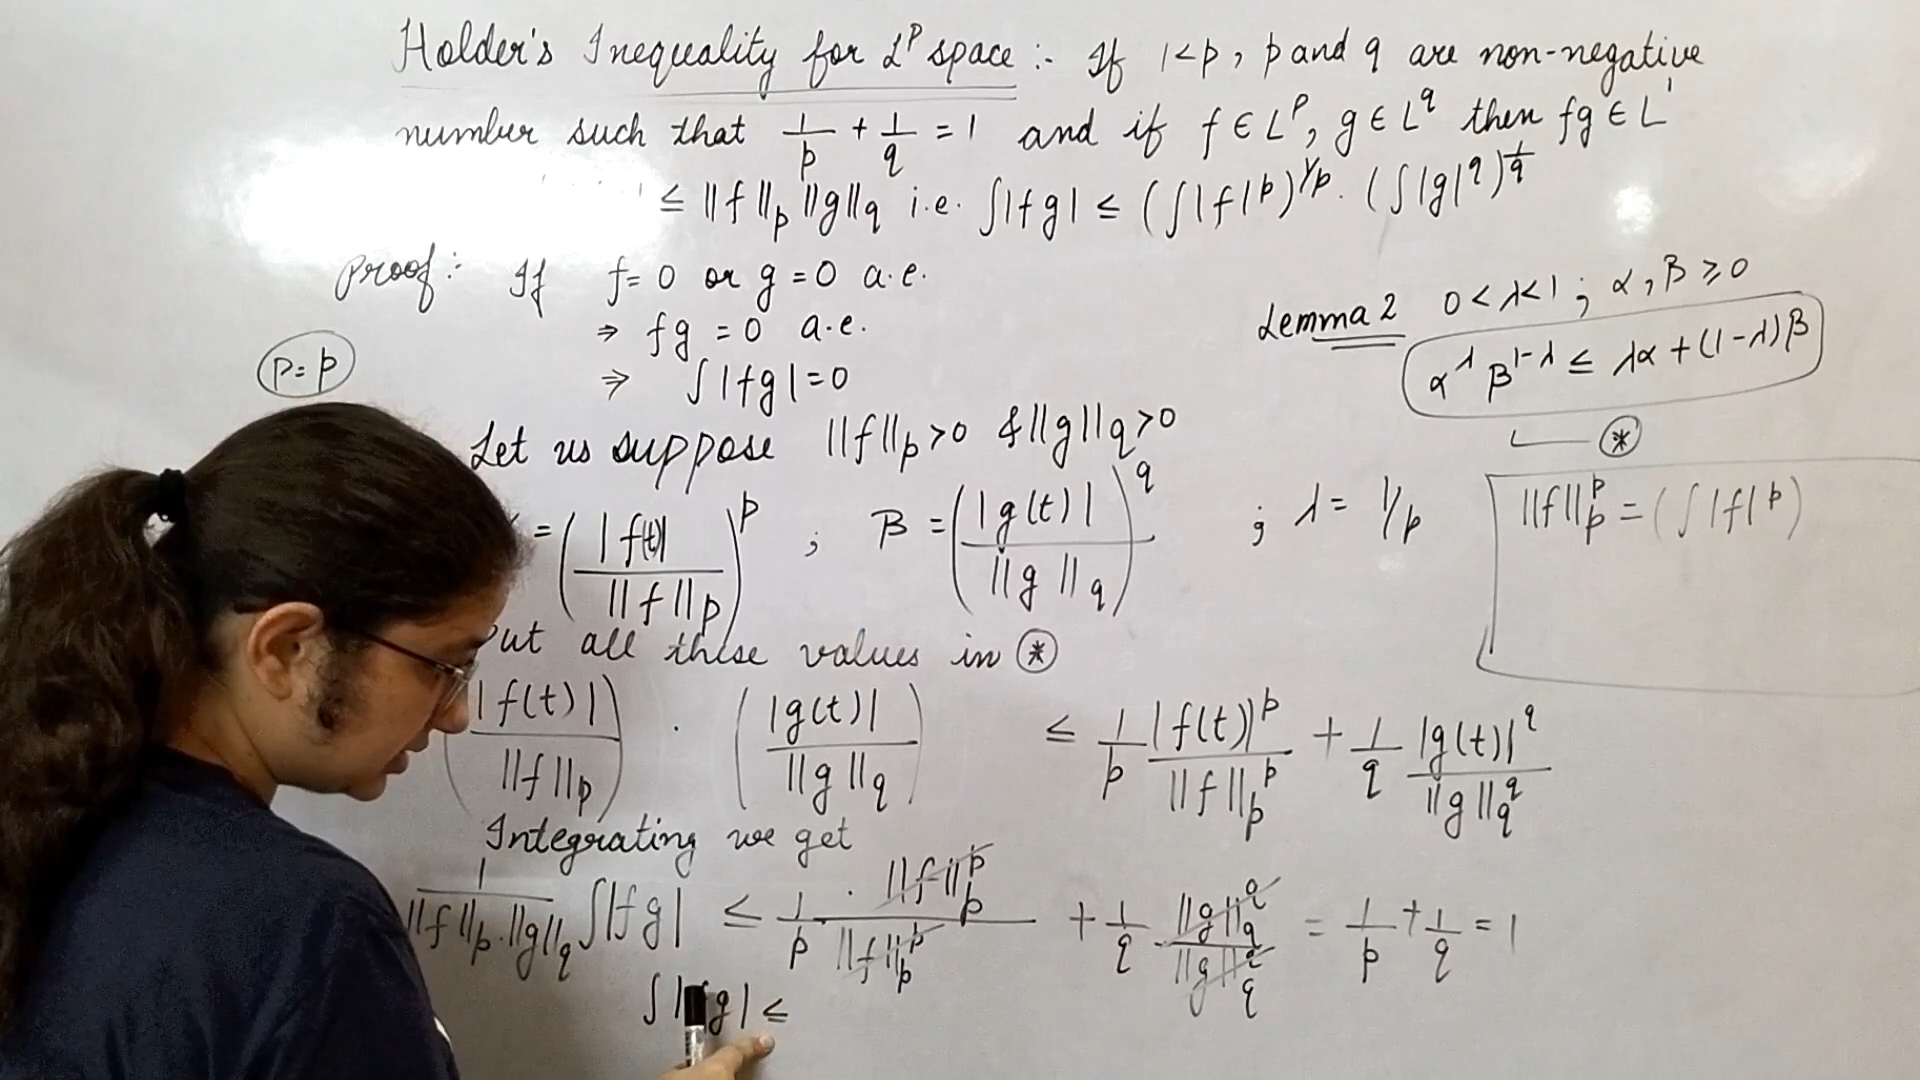 Holder's Inequality for L^p space :- If 1<p, p and q are non-negative
number such that 1/p + 1/q = 1 and if f ∈ L^p, g ∈ L^q then fg ∈ L^1
≤ ||f||_p ||g||_q i.e. ∫|fg| ≤ (∫|f|^p)^{1/p} . (∫|g|^q)^{1/q}
Proof :- If f=0 or g=0 a.e.
⇒ fg = 0 a.e.
P=p
⇒ ∫|fg|=0
Lemma 2 0<λ<1 ; α, β ≥ 0
α^λ β^{1-λ} ≤ λα + (1-λ)β
(*)
Let us suppose ||f||_p>0 & ||g||_q>0
= (|f(t)| / ||f||_p)^p ; β = (|g(t)| / ||g||_q)^q ; λ = 1/p
||f||_p^p = (∫|f|^p)
Put all these values in (*)
(|f(t)| / ||f||_p) . (|g(t)| / ||g||_q) ≤ 1/p |f(t)|^p / ||f||_p^p + 1/q |g(t)|^q / ||g||_q^q
Integrating we get
1 / ||f||_p . ||g||_q ∫|fg| ≤ 1/p . ||f||_p^p / ||f||_p^p + 1/q . ||g||_q^q / ||g||_q^q = 1/p + 1/q = 1
∫|fg| ≤